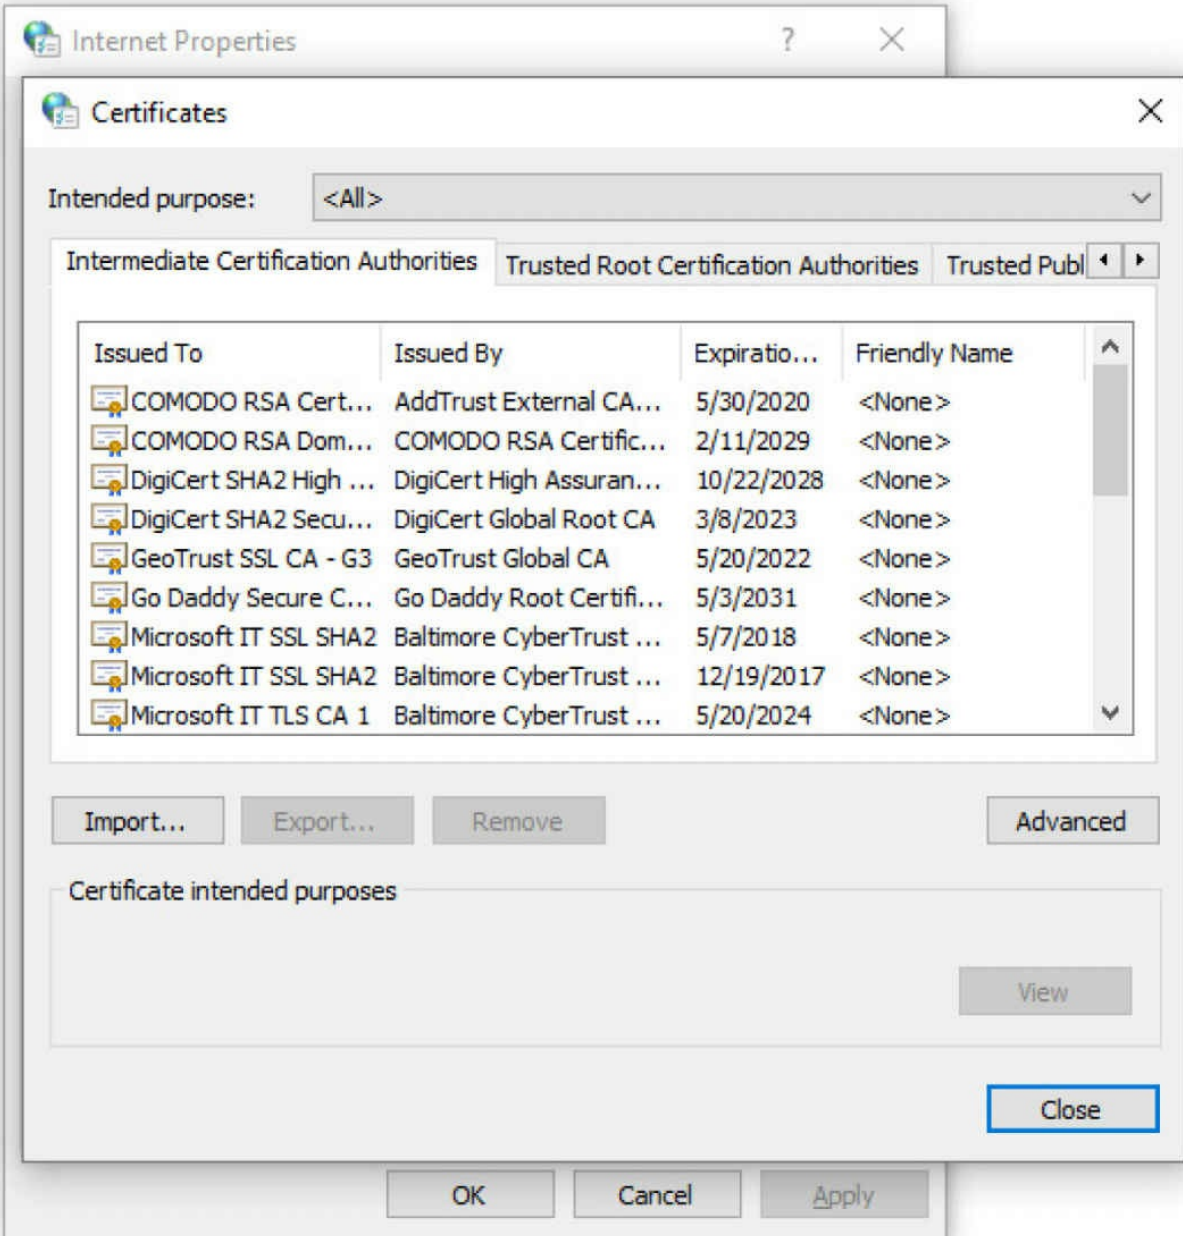 Internet Properties ?
Certificates
Intended purpose: <All>
Intermediate Certification Authorities Trusted Root Certification Authorities Trusted Publ
Issued To Issued By Expiratio... Friendly Name
COMODO RSA Cert... AddTrust External CA... 5/30/2020 <None>
COMODO RSA Dom... COMODO RSA Certific... 2/11/2029 <None>
DigiCert SHA2 High ... DigiCert High Assuran... 10/22/2028 <None>
DigiCert SHA2 Secu... DigiCert Global Root CA 3/8/2023 <None>
GeoTrust SSL CA - G3 GeoTrust Global CA 5/20/2022 <None>
Go Daddy Secure C... Go Daddy Root Certifi... 5/3/2031 <None>
Microsoft IT SSL SHA2 Baltimore CyberTrust ... 5/7/2018 <None>
Microsoft IT SSL SHA2 Baltimore CyberTrust ... 12/19/2017 <None>
Microsoft IT TLS CA 1 Baltimore CyberTrust ... 5/20/2024 <None>
Import... Export... Remove Advanced
Certificate intended purposes
View
Close
OK Cancel Apply